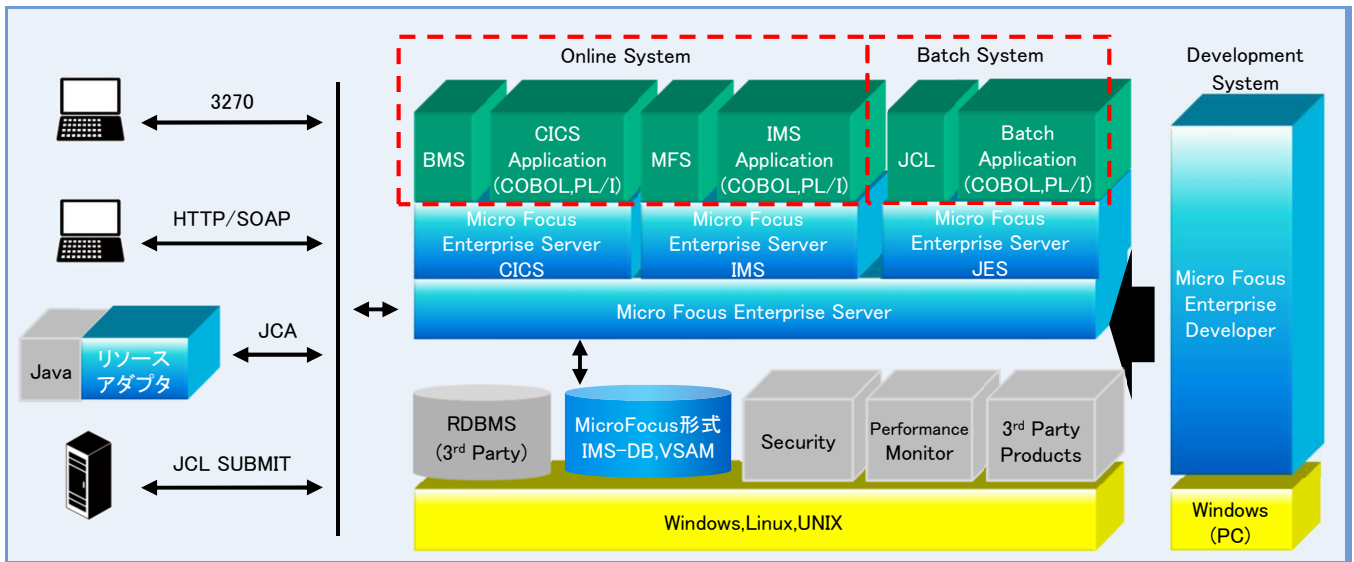 3270
HTTP/SOAP
Java
リソース
アダプタ
JCA
JCL SUBMIT
Online System
Batch System
BMS
CICS
Application
(COBOL,PL/I)
MFS
IMS
Application
(COBOL,PL/I)
JCL
Batch
Application
(COBOL,PL/I)
Micro Focus
Enterprise Server
CICS
Micro Focus
Enterprise Server
IMS
Micro Focus
Enterprise Server
JES
Micro Focus Enterprise Server
RDBMS
(3rd Party)
MicroFocus形式
IMS-DB,VSAM
Security
Performance
Monitor
3rd Party
Products
Windows,Linux,UNIX
Development
System
Micro Focus
Enterprise
Developer
Windows
(PC)